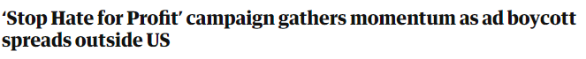 ‘Stop Hate for Profit’ campaign gathers momentum as ad boycott
spreads outside US